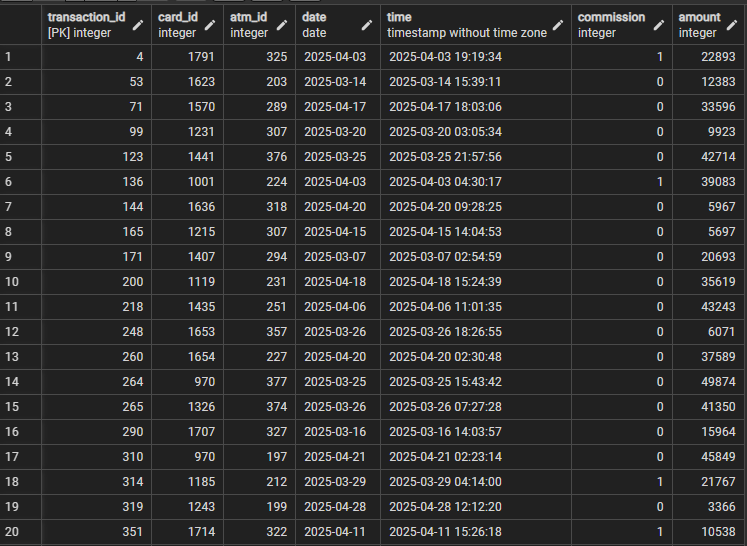 transaction_id card_id atm_id date time commission amount
[PK] integer integer integer date timestamp without time zone integer integer
1 4 1791 325 2025-04-03 2025-04-03 19:19:34 1 22893
2 53 1623 203 2025-03-14 2025-03-14 15:39:11 0 12383
3 71 1570 289 2025-04-17 2025-04-17 18:03:06 0 33596
4 99 1231 307 2025-03-20 2025-03-20 03:05:34 0 9923
5 123 1441 376 2025-03-25 2025-03-25 21:57:56 0 42714
6 136 1001 224 2025-04-03 2025-04-03 04:30:17 1 39083
7 144 1636 318 2025-04-20 2025-04-20 09:28:25 0 5967
8 165 1215 307 2025-04-15 2025-04-15 14:04:53 0 5697
9 171 1407 294 2025-03-07 2025-03-07 02:54:59 0 20693
10 200 1119 231 2025-04-18 2025-04-18 15:24:39 0 35619
11 218 1435 251 2025-04-06 2025-04-06 11:01:35 0 43243
12 248 1653 357 2025-03-26 2025-03-26 18:26:55 0 6071
13 260 1654 227 2025-04-20 2025-04-20 02:30:48 0 37589
14 264 970 377 2025-03-25 2025-03-25 15:43:42 0 49874
15 265 1326 374 2025-03-26 2025-03-26 07:27:28 0 41350
16 290 1707 327 2025-03-16 2025-03-16 14:03:57 0 15964
17 310 970 197 2025-04-21 2025-04-21 02:23:14 0 45849
18 314 1185 212 2025-03-29 2025-03-29 04:14:00 1 21767
19 319 1243 199 2025-04-28 2025-04-28 12:12:20 0 3366
20 351 1714 322 2025-04-11 2025-04-11 15:26:18 1 10538